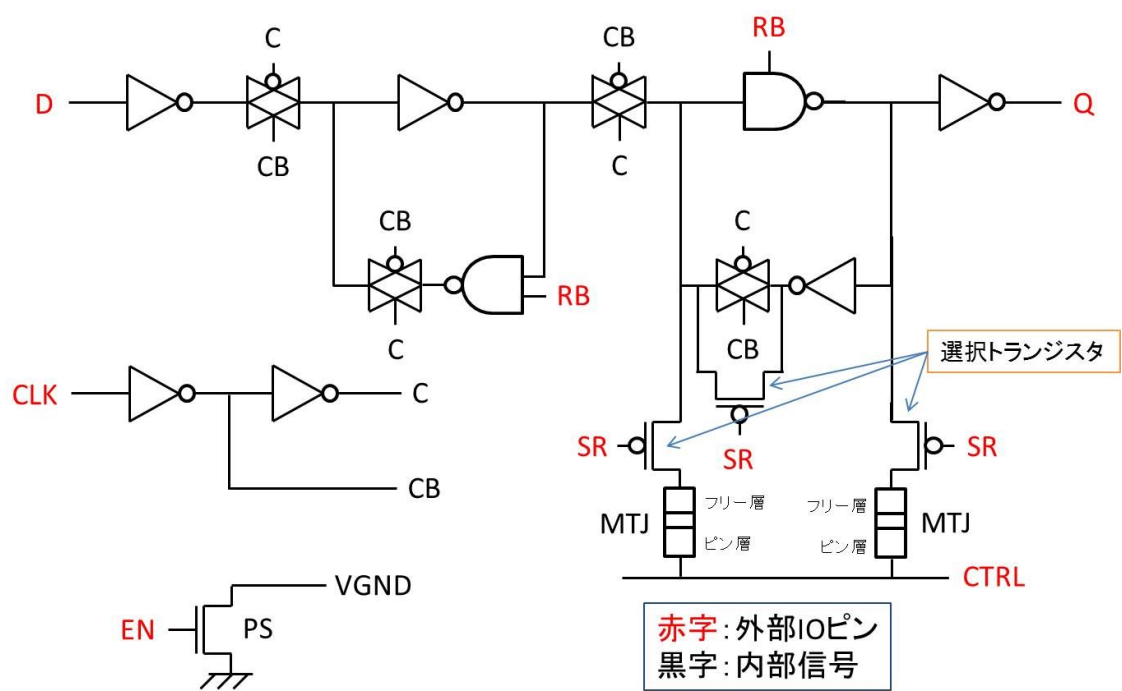 C
CB
RB
D
Q
CB
C
CB
C
RB
C
CB
選択トランジスタ
CLK
C
CB
SR
SR
SR
MTJ
フリー層
ピン層
フリー層
ピン層
MTJ
CTRL
VGND
EN
PS
赤字:外部IOピン
黒字:内部信号